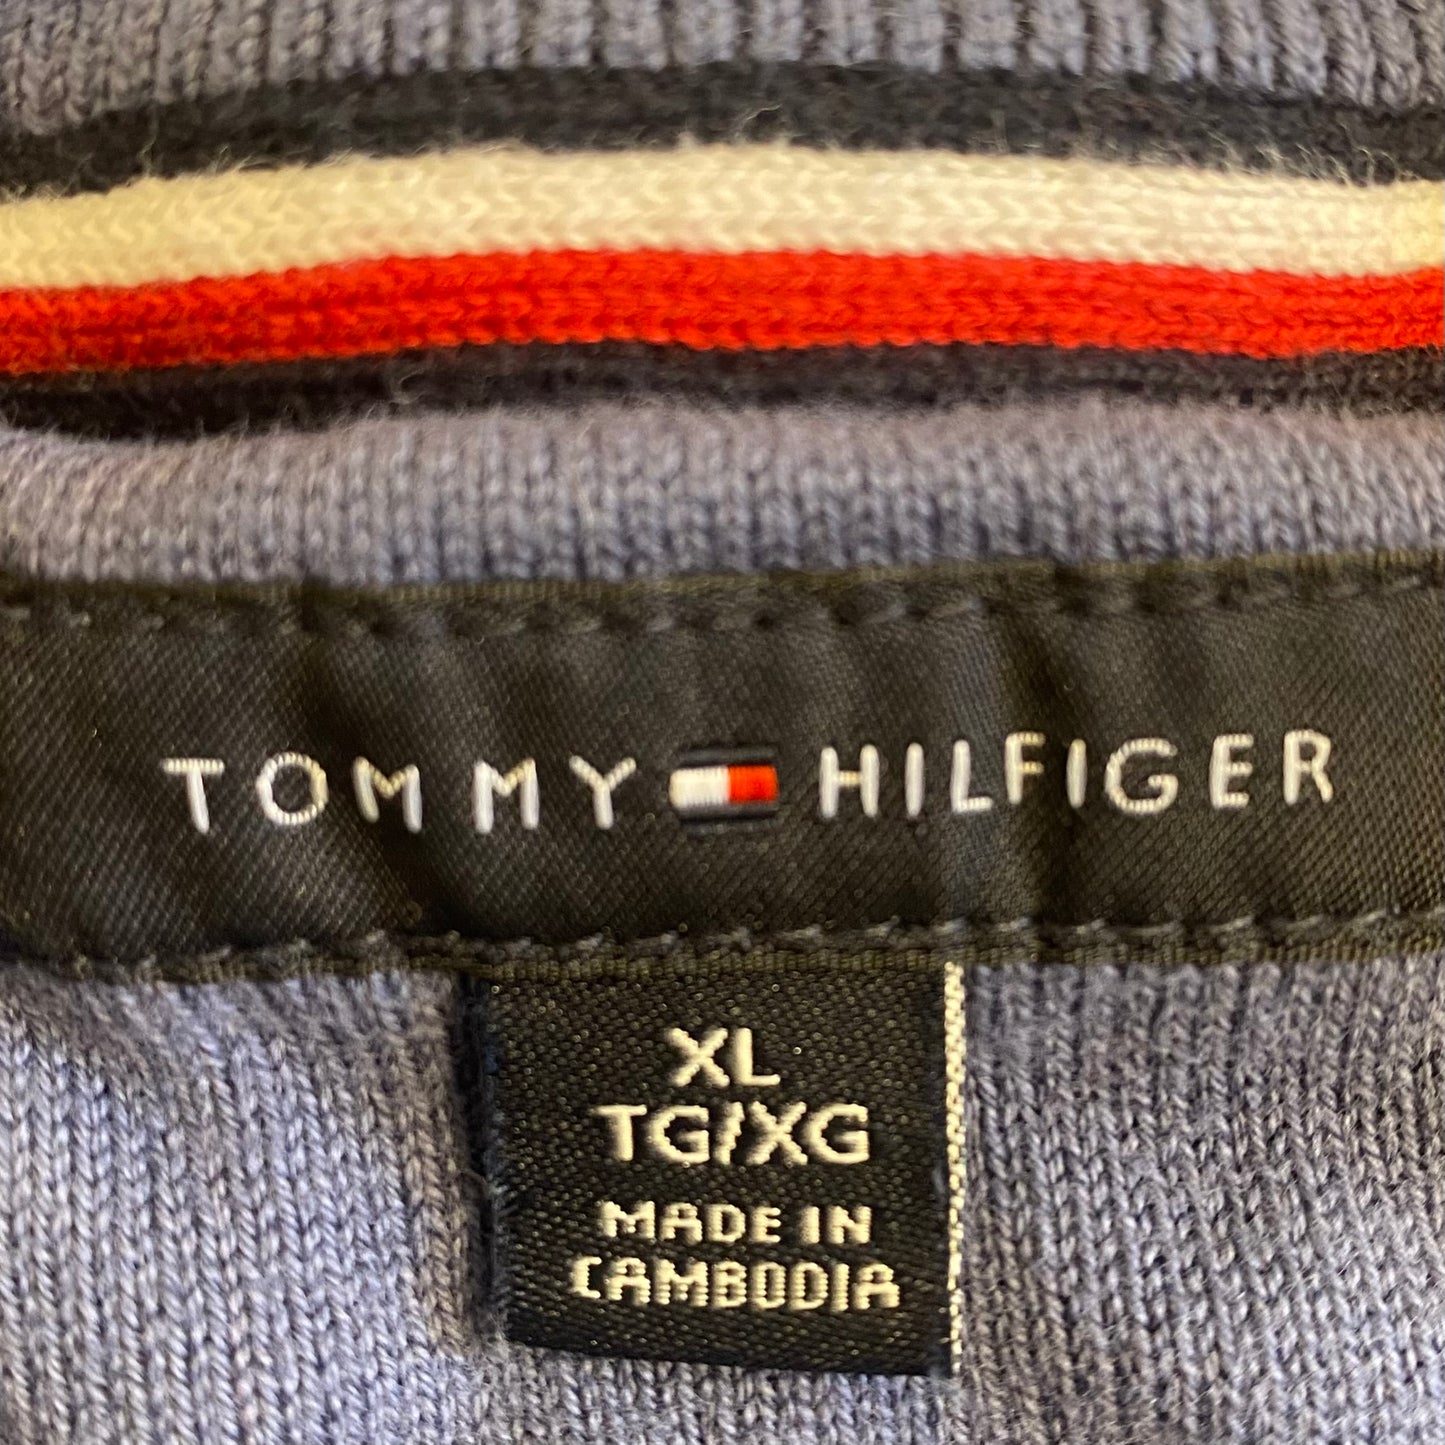 TOMMY HILFIGER
XL
TG/XG
MADE IN
CAMBODIA